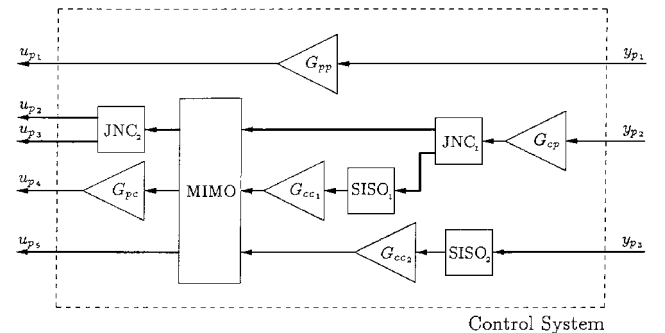 u_{p_1}
G_{pp}
y_{p_1}
u_{p_2}
u_{p_3}
JNC_2
MIMO
JNC_1
G_{cp}
y_{p_2}
u_{p_4}
G_{pc}
G_{cc_1}
SISO_1
u_{p_5}
G_{cc_2}
SISO_2
y_{p_3}
Control System